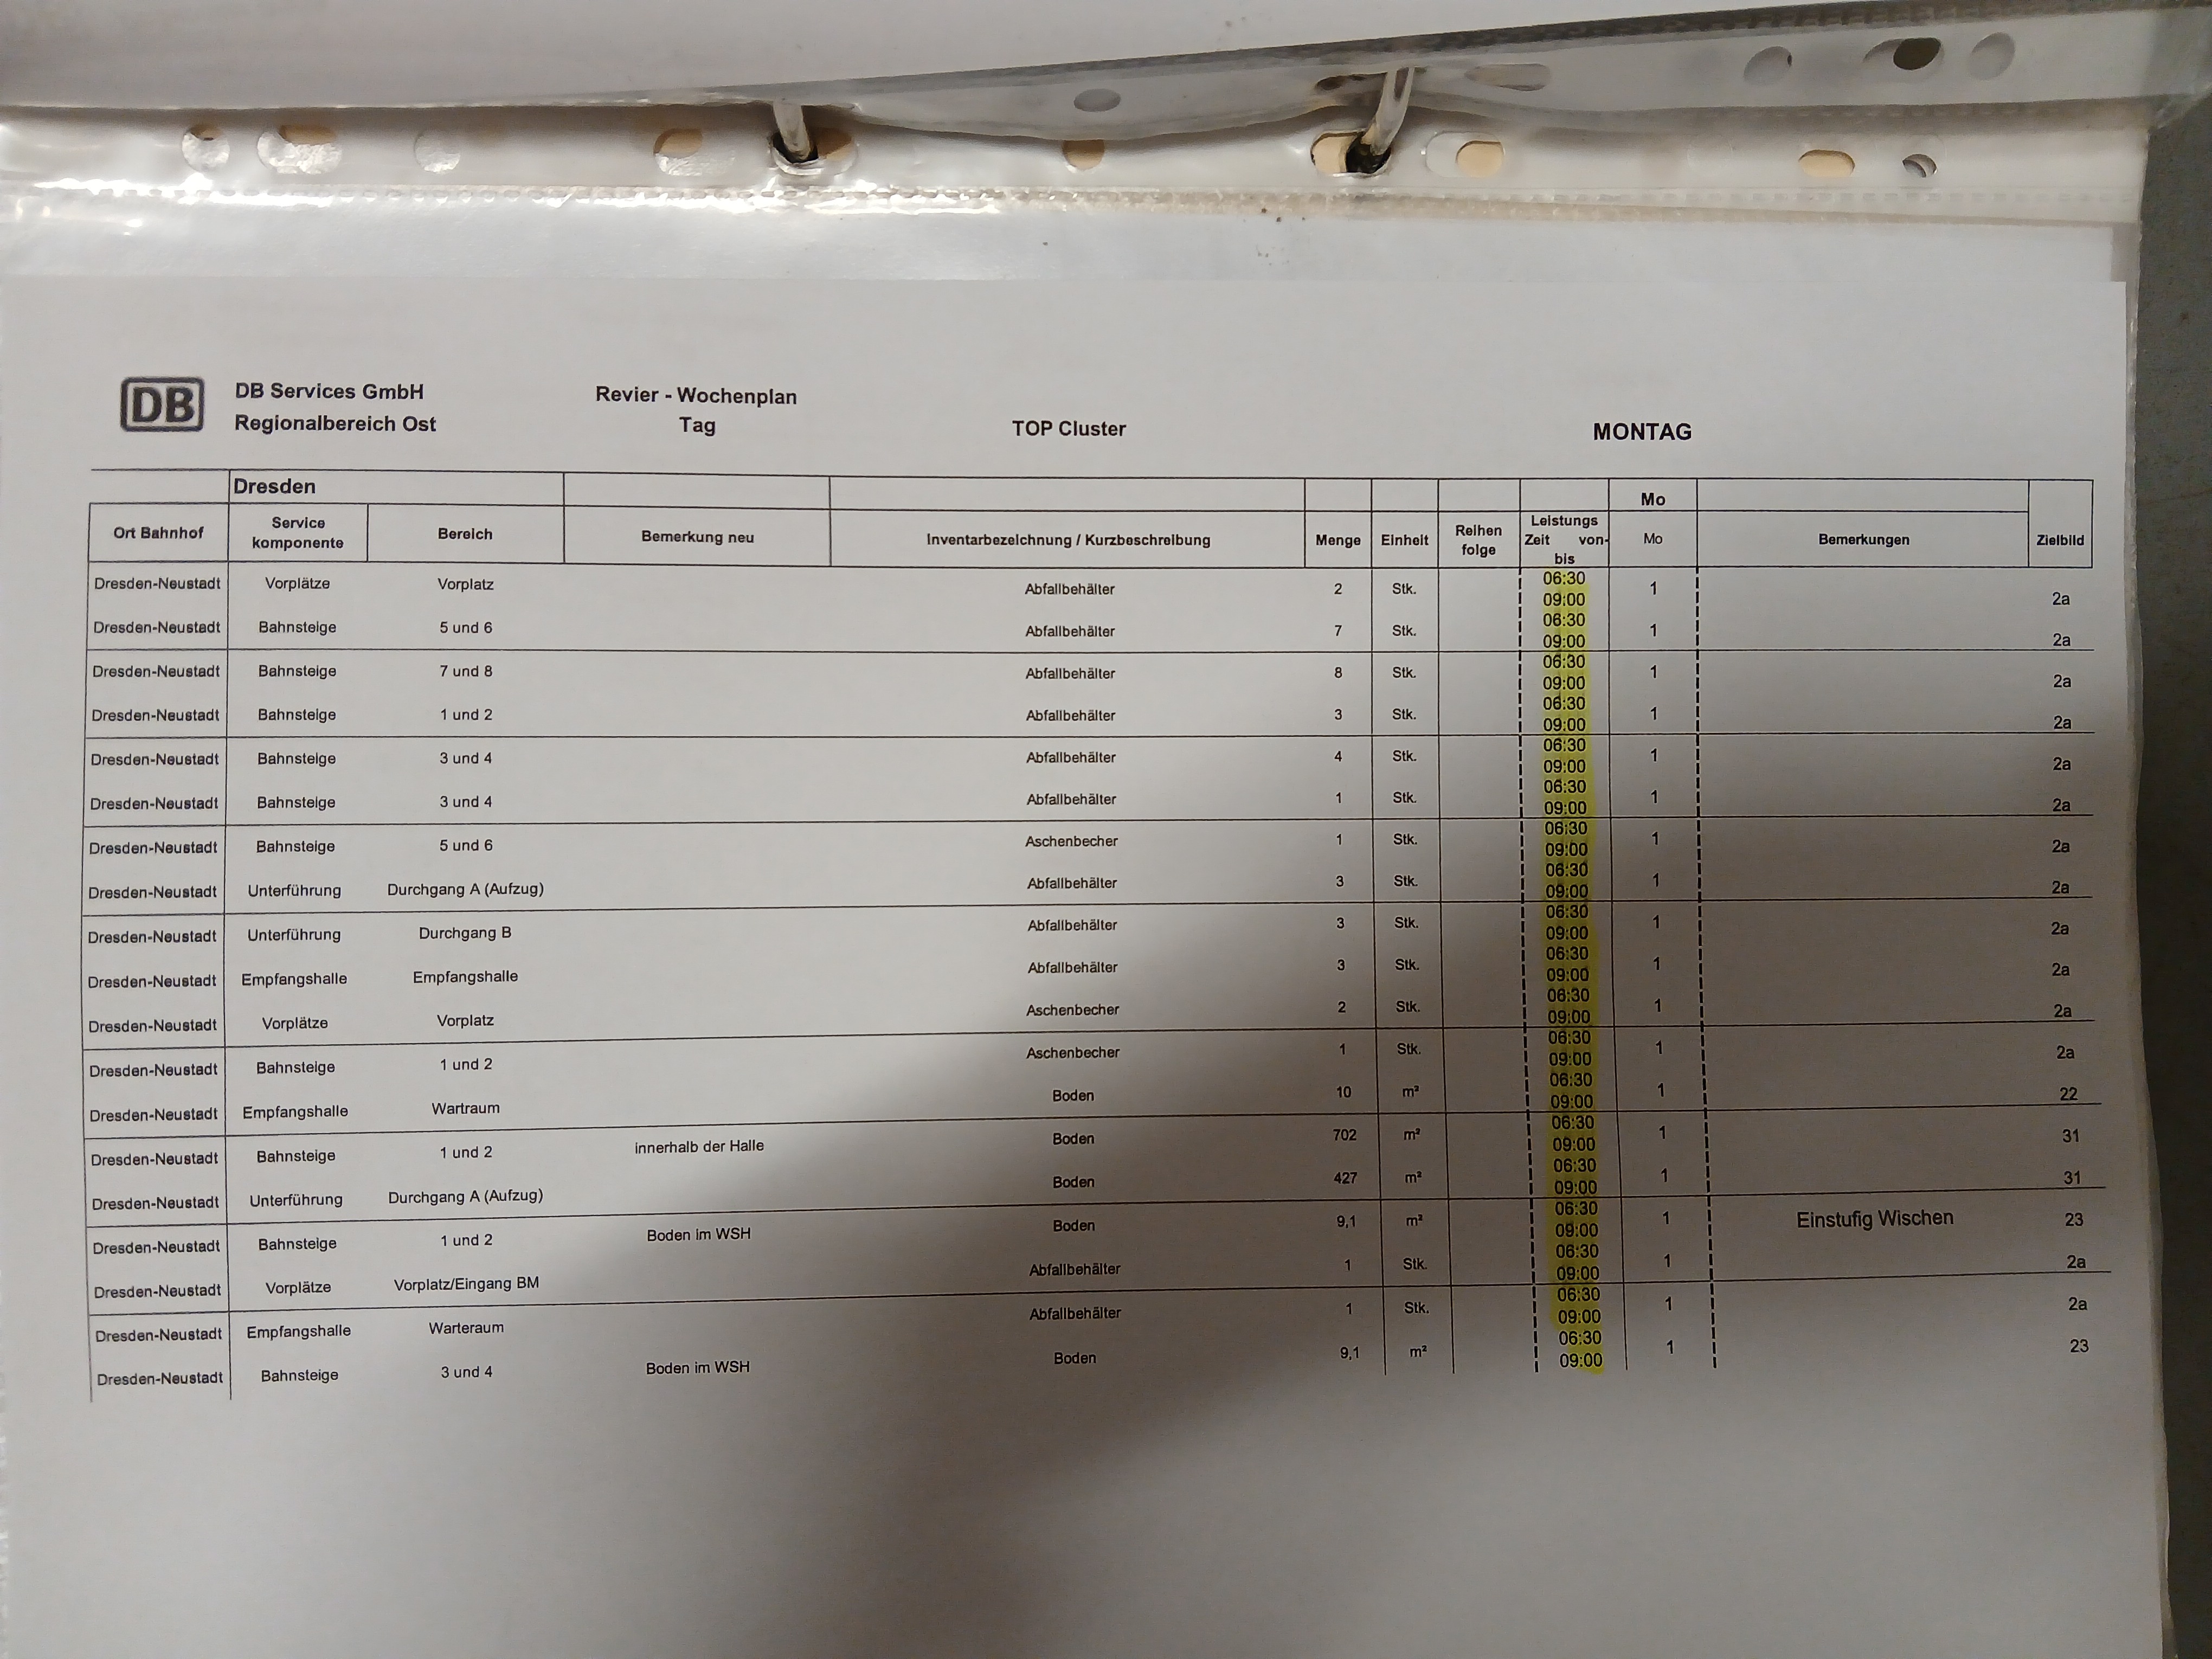 DB
DB Services GmbH
Regionalbereich Ost
Revier - Wochenplan
Tag
TOP Cluster
MONTAG
Dresden
Mo
Ort Bahnhof Service komponente Bereich Bemerkung neu Inventarbezeichnung / Kurzbeschreibung Menge Einheit Reihen folge Leistungs Zeit von- bis Mo Bemerkungen Zielbild
Dresden-Neustadt Vorplätze Vorplatz Abfallbehälter 2 Stk. 06:30 09:00 1 2a
Dresden-Neustadt Bahnsteige 5 und 6 Abfallbehälter 7 Stk. 06:30 09:00 1 2a
Dresden-Neustadt Bahnsteige 7 und 8 Abfallbehälter 8 Stk. 06:30 09:00 1 2a
Dresden-Neustadt Bahnsteige 1 und 2 Abfallbehälter 3 Stk. 06:30 09:00 1 2a
Dresden-Neustadt Bahnsteige 3 und 4 Abfallbehälter 4 Stk. 06:30 09:00 1 2a
Dresden-Neustadt Bahnsteige 3 und 4 Abfallbehälter 1 Stk. 06:30 09:00 1 2a
Dresden-Neustadt Bahnsteige 5 und 6 Aschenbecher 1 Stk. 06:30 09:00 1 2a
Dresden-Neustadt Unterführung Durchgang A (Aufzug) Abfallbehälter 3 Stk. 06:30 09:00 1 2a
Dresden-Neustadt Unterführung Durchgang B Abfallbehälter 3 Stk. 06:30 09:00 1 2a
Dresden-Neustadt Empfangshalle Empfangshalle Abfallbehälter 3 Stk. 06:30 09:00 1 2a
Dresden-Neustadt Vorplätze Vorplatz Aschenbecher 2 Stk. 06:30 09:00 1 2a
Dresden-Neustadt Bahnsteige 1 und 2 Aschenbecher 1 Stk. 06:30 09:00 1 2a
Dresden-Neustadt Empfangshalle Wartraum Boden 10 m² 06:30 09:00 1 22
Dresden-Neustadt Bahnsteige 1 und 2 innerhalb der Halle Boden 702 m² 06:30 09:00 1 31
Dresden-Neustadt Unterführung Durchgang A (Aufzug) Boden 427 m² 06:30 09:00 1 31
Dresden-Neustadt Bahnsteige 1 und 2 Boden im WSH Boden 9,1 m² 06:30 09:00 1 Einstufig Wischen 23
Dresden-Neustadt Vorplätze Vorplatz/Eingang BM Abfallbehälter 1 Stk. 06:30 09:00 1 2a
Dresden-Neustadt Empfangshalle Warteraum Abfallbehälter 1 Stk. 06:30 09:00 1 2a
Dresden-Neustadt Bahnsteige 3 und 4 Boden im WSH Boden 9,1 m² 06:30 09:00 1 23